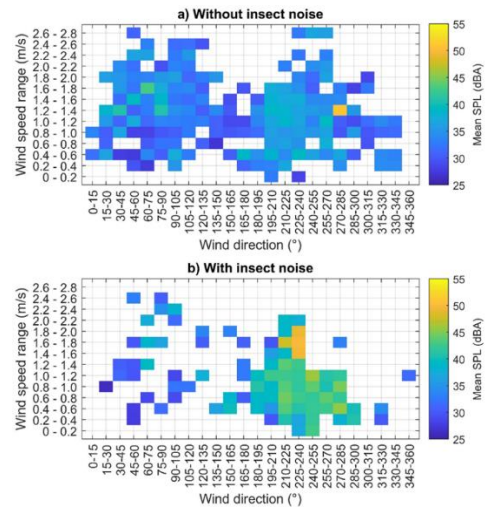 a) Without insect noise
Wind speed range (m/s)
2.6 - 2.8
2.4 - 2.6
2.2 - 2.4
2.0 - 2.2
1.8 - 2.0
1.6 - 1.8
1.4 - 1.6
1.2 - 1.4
1.0 - 1.2
0.8 - 1.0
0.6 - 0.8
0.4 - 0.6
0.2 - 0.4
0 - 0.2
0-15
15-30
30-45
45-60
60-75
75-90
90-105
105-120
120-135
135-150
150-165
165-180
180-195
195-210
210-225
225-240
240-255
255-270
270-285
285-300
300-315
315-330
330-345
345-360
Wind direction (°)
55
50
45
40
35
30
25
Mean SPL (dBA)
b) With insect noise
Wind speed range (m/s)
2.6 - 2.8
2.4 - 2.6
2.2 - 2.4
2.0 - 2.2
1.8 - 2.0
1.6 - 1.8
1.4 - 1.6
1.2 - 1.4
1.0 - 1.2
0.8 - 1.0
0.6 - 0.8
0.4 - 0.6
0.2 - 0.4
0 - 0.2
0-15
15-30
30-45
45-60
60-75
75-90
90-105
105-120
120-135
135-150
150-165
165-180
180-195
195-210
210-225
225-240
240-255
255-270
270-285
285-300
300-315
315-330
330-345
345-360
Wind direction (°)
55
50
45
40
35
30
25
Mean SPL (dBA)